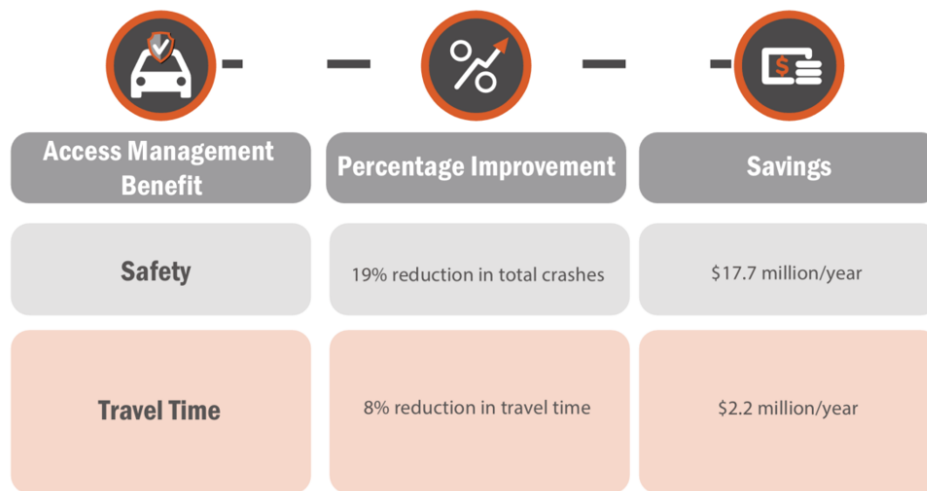 $
Access Management
Benefit
Percentage Improvement
Savings
Safety
19% reduction in total crashes
$17.7 million/year
Travel Time
8% reduction in travel time
$2.2 million/year